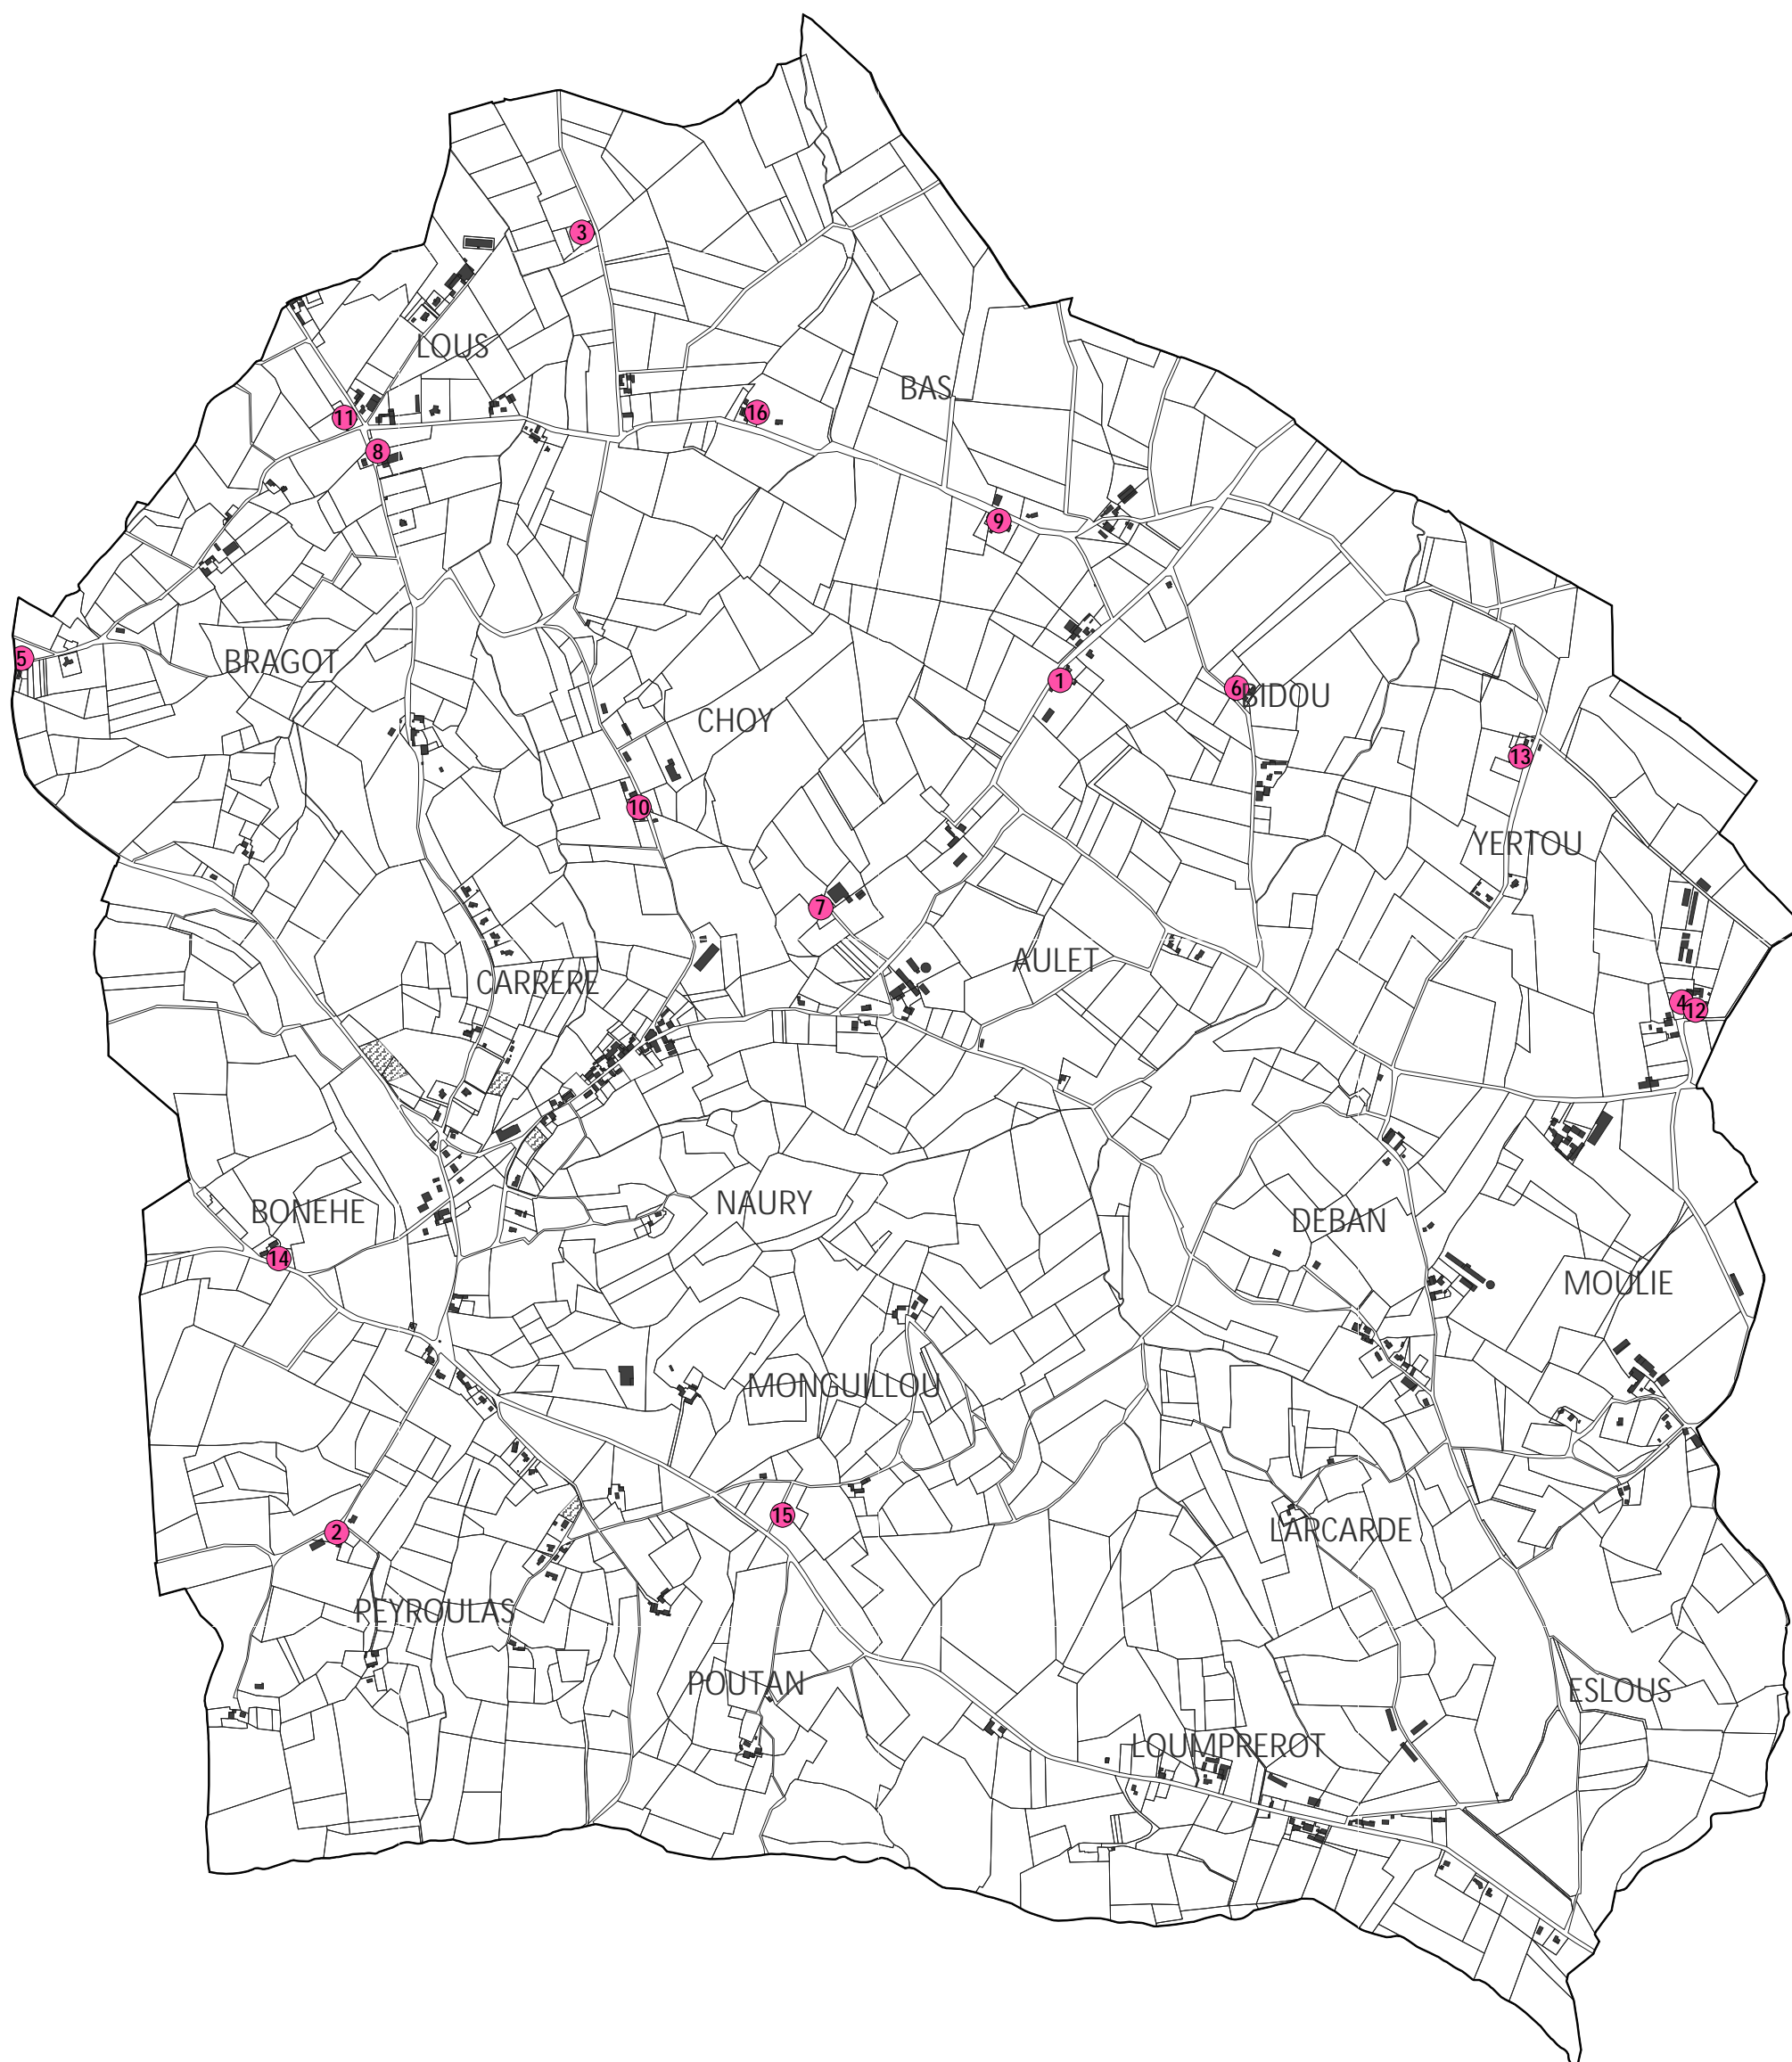 3
LOUS
BAS
16
11
8
9
5
BRAGOT
1
6
BIDOU
CHOY
13
10
YERTOU
7
AULET
CARRERE
4
12
NAURY
BONEHE
DEBAN
14
MOULIE
MONGUILLOU
15
2
LARCARDE
PEYROULAS
POUTAN
ESLOUS
LOUMPREROT